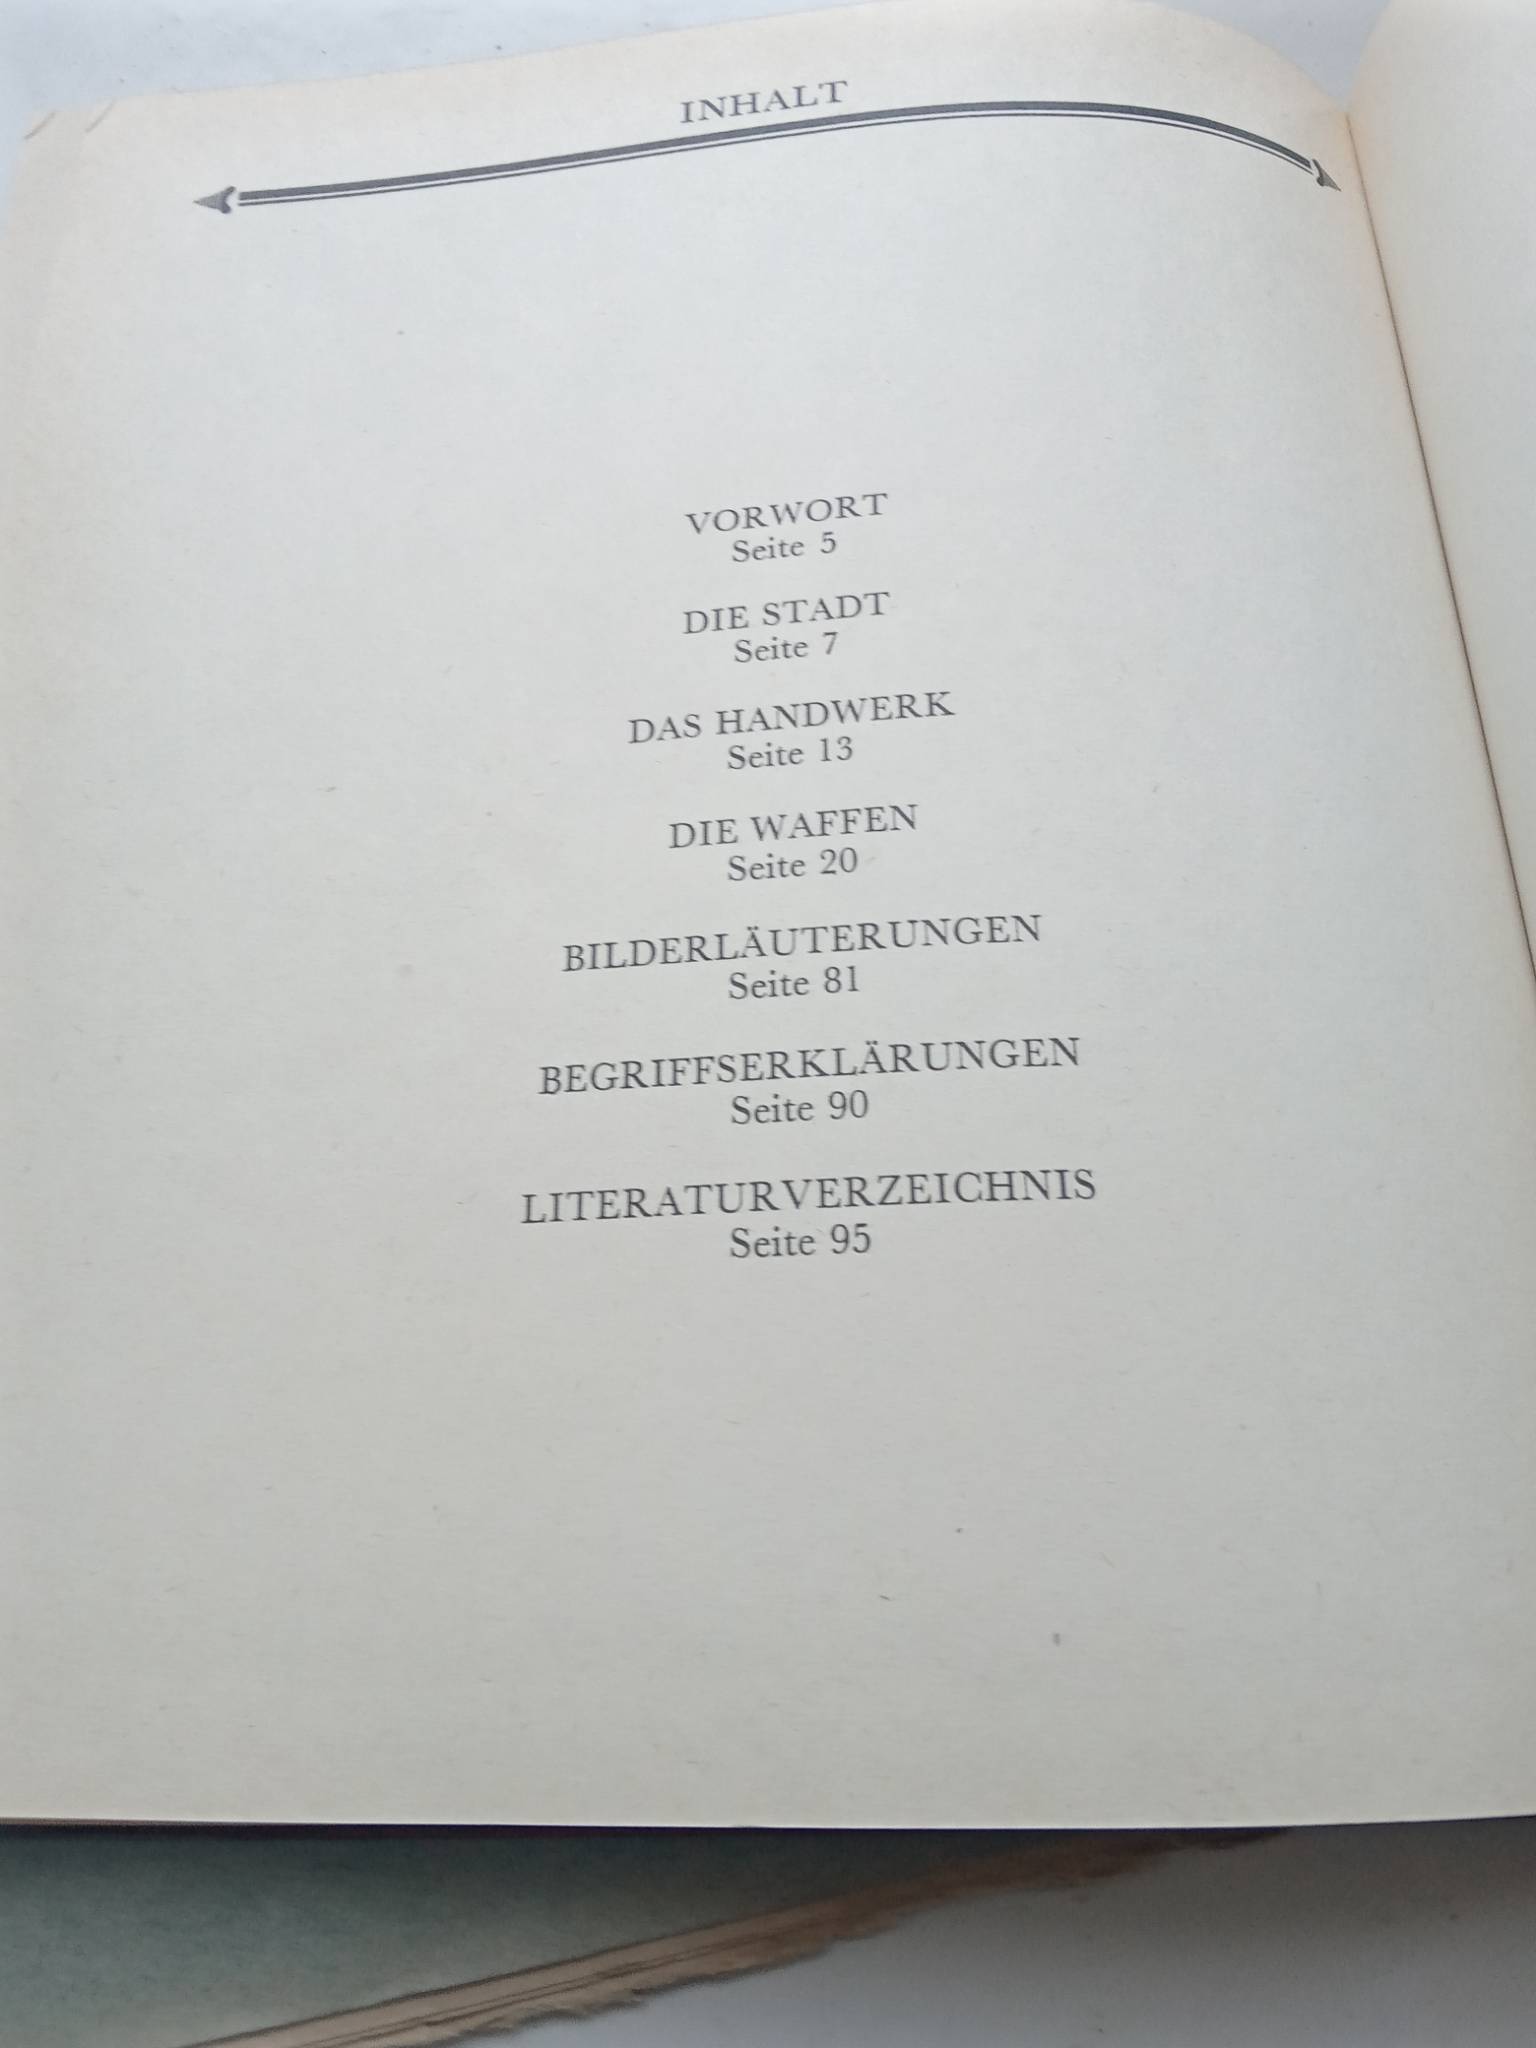 INHALT
VORWORT
Seite 5
DIE STADT
Seite 7
DAS HANDWERK
Seite 13
DIE WAFFEN
Seite 20
BILDERLÄUTERUNGEN
Seite 81
BEGRIFFSERKLÄRUNGEN
Seite 90
LITERATURVERZEICHNIS
Seite 95